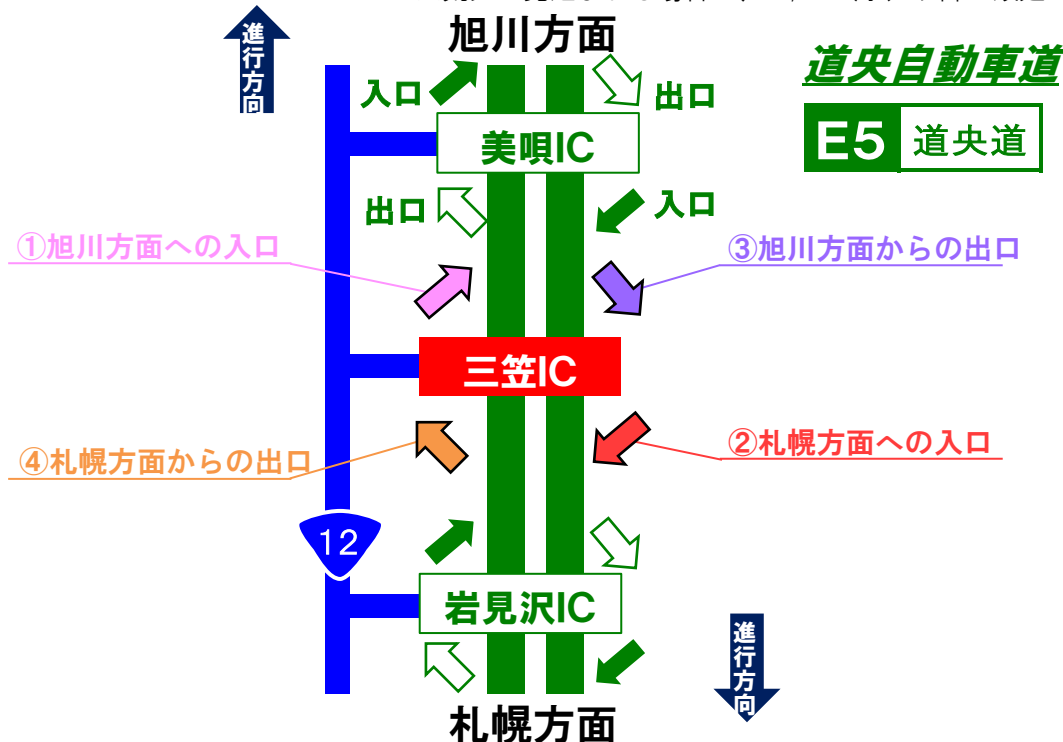 進行方向
旭川方面
道央自動車道
入口
出口
E5 道央道
美唄IC
出口
入口
①旭川方面への入口
③旭川方面からの出口
三笠IC
④札幌方面からの出口
②札幌方面への入口
12
岩見沢IC
進行方向
札幌方面